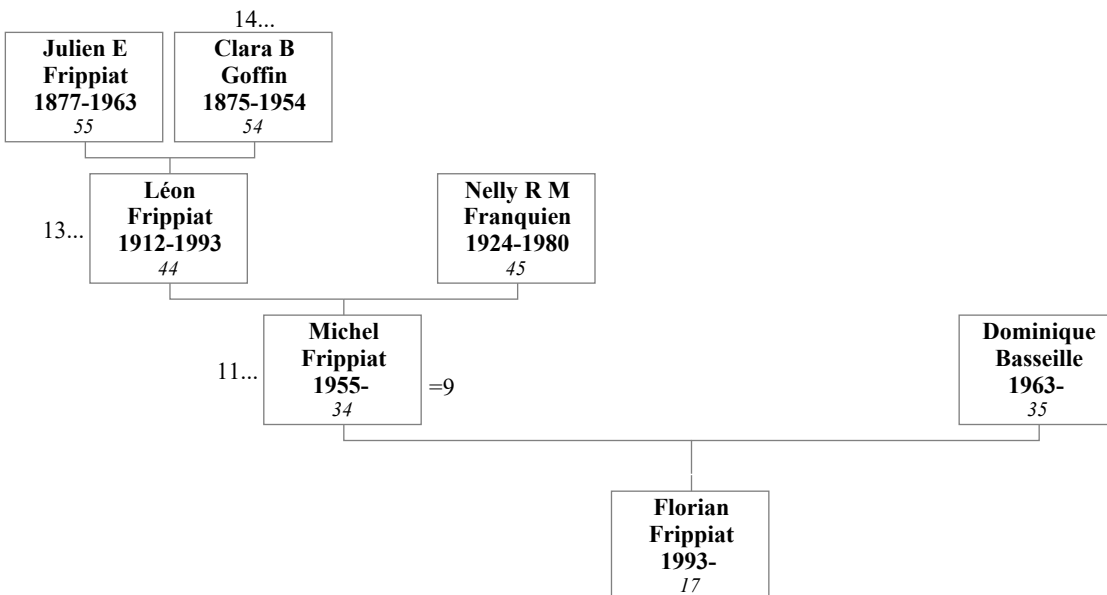 14...
Julien E
Frippiat
1877-1963
55
Clara B
Goffin
1875-1954
54
13...
Léon
Frippiat
1912-1993
44
Nelly R M
Franquien
1924-1980
45
11...
Michel
Frippiat
1955-
34
=9
Dominique
Basseille
1963-
35
Florian
Frippiat
1993-
17